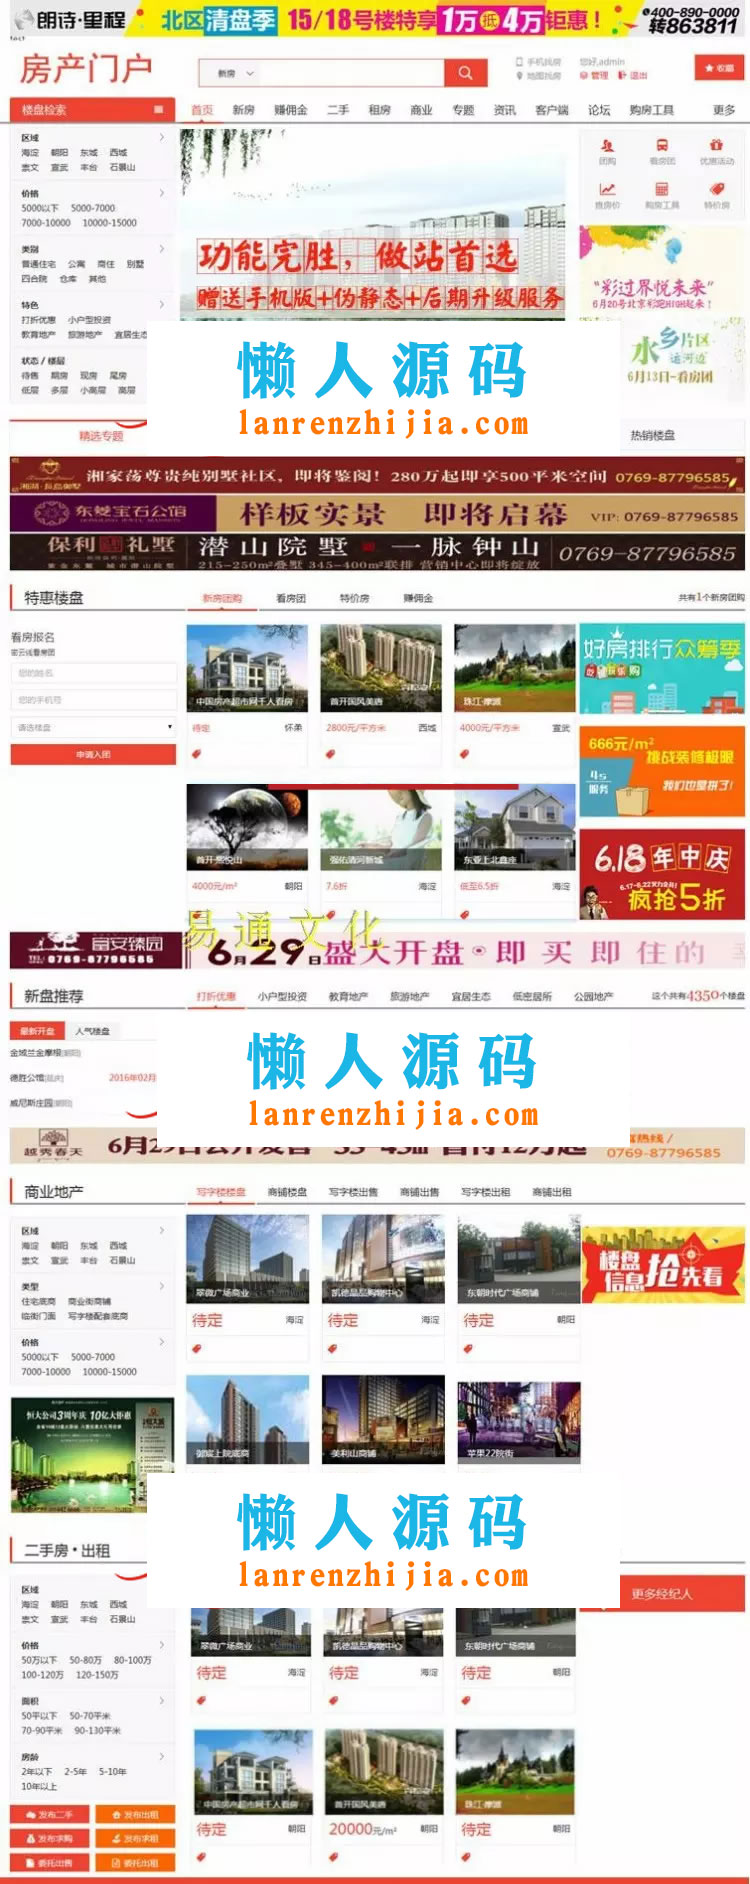 朗诗·里程
北区清盘季 15/18号楼特享1万抵4万钜惠！
400-890-0000
转863811
房产门户
新房
手机找房
地图找房
您好,admin
管理 退出
收藏
楼盘检索
首页 新房 赚佣金 二手 租房 商业 专题 资讯 客户端 论坛 购房工具 更多
区域
海淀 朝阳 东城 西城
崇文 宣武 丰台 石景山
价格
5000以下 5000-7000
7000-10000 10000-15000
类别
普通住宅 公寓 商住 别墅
四合院 仓库 其他
特色
打折优惠 小户型投资
教育地产 旅游地产 宜居生态
状态 / 楼层
待售 期房 现房 尾房
低层 多层 小高层 高层
功能完胜，做站首选
赠送手机版+伪静态+后期升级服务
团购 看房团 优惠活动
查房价 购房工具 特价房
“彩过界悦未来”
6月20号北京彩跑HIGH起来！
水乡片区
运河边
6月13日-看房团
懒人源码
lanrenzhijia.com
精选专题
热销楼盘
湘家荡尊贵纯别墅社区，即将鉴阅！280万起即享500平米空间 0769-87796585
东燮宝石公馆 样板实景 即将启幕 VIP: 0769-87796585
保利 礼墅 潜山院墅 一脉钟山 0769-87796585
215-250m²叠墅 345-400m²联排 营销中心即将绽放
特惠楼盘
新房团购 看房团 特价房 赚佣金
共有1个新房团购
看房报名
密云线看房团
您的姓名
您的手机号
请选楼盘
申请入团
中国房产超市网千人看房
待定 怀柔
首开国风美唐
2800元/平方米 西城
珠江·摩派
4000元/平方米 宣武
首开·熙悦山
4000元/m² 朝阳
强佑清河新城
7.6折 海淀
东亚上北鑫座
低至6.5折 海淀
好房排行众筹季
吃喝玩乐购
666元/m²
挑战装修极限
4S
服务
我们也是拼了!
6.18年中庆
疯抢5折
易通文化
富安臻园
TEL:0769-87796585
6月29日盛大开盘 即买即住的
新盘推荐
打折优惠 小户型投资 教育地产 旅游地产 宜居生态 低密居所 公园地产
这个共有4350个楼盘
最新开盘 人气楼盘
金域兰金摩堤[朝阳]
德胜公馆[延庆] 2016年02月
威尼斯庄园[朝阳]
懒人源码
lanrenzhijia.com
越秀春天
0769-87796585
商业地产
写字楼楼盘 商铺楼盘 写字楼出售 商铺出售 写字楼出租 商铺出租
区域
海淀 朝阳 东城 西城
崇文 宣武 丰台 石景山
类型
住宅底商 商业街商铺
临街门面 写字楼配套底商
价格
5000以下 5000-7000
7000-10000 10000-15000
翠微广场商业
待定 海淀
凯德晶品购物中心
待定 海淀
东朝时代广场商铺
待定 朝阳
楼盘信息抢先看
恒大公司3周年庆 10亿大钜惠
御宸上院底商
美利山商铺
苹果22院街
懒人源码
lanrenzhijia.com
二手房•出租
更多经纪人
区域
海淀 朝阳 东城 西城
崇文 宣武 丰台 石景山
价格
50万以下 50-80万 80-100万
100-120万 120-150万
面积
50平以下 50-70平米
70-90平米 90-130平米
房龄
2年以下 2-5年 5-10年
10年以上
发布二手 发布出租
发布求购 发布求租
委托出售 委托出租
翠微广场商业
待定 海淀
凯德晶品购物中心
待定 海淀
东朝时代广场商铺
待定 朝阳
中国房产超市网千人看房
待定 朝阳
首开国风美唐
20000元/m² 朝阳
珠江·摩派
待定 朝阳